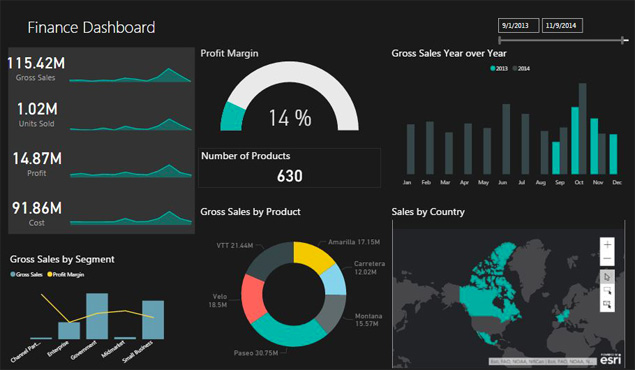 Finance Dashboard
9/1/2013 11/9/2014
115.42M
Gross Sales
1.02M
Units Sold
14.87M
Profit
91.86M
Cost
Profit Margin
14 %
Number of Products
630
Gross Sales Year over Year
2013 2014
Jan Feb Mar Apr May Jun Jul Aug Sep Oct Nov Dec
Gross Sales by Segment
Gross Sales Profit Margin
Channel Part...
Enterprise
Government
Midmarket
Small Business
Gross Sales by Product
VTT 21.44M
Amarilla 17.15M
Carretera
12.02M
Velo
18.5M
Montana
15.57M
Paseo 30.75M
Sales by Country
+
−
esri